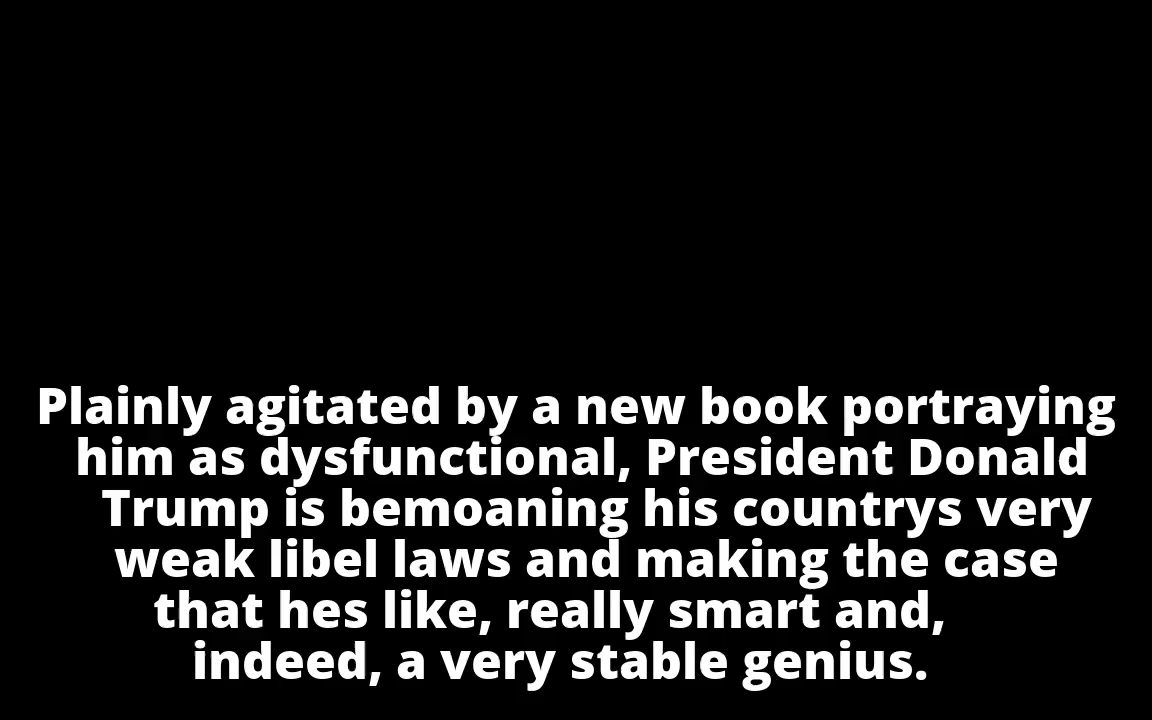 Plainly agitated by a new book portraying
him as dysfunctional, President Donald
Trump is bemoaning his countrys very
weak libel laws and making the case
that hes like, really smart and,
indeed, a very stable genius.